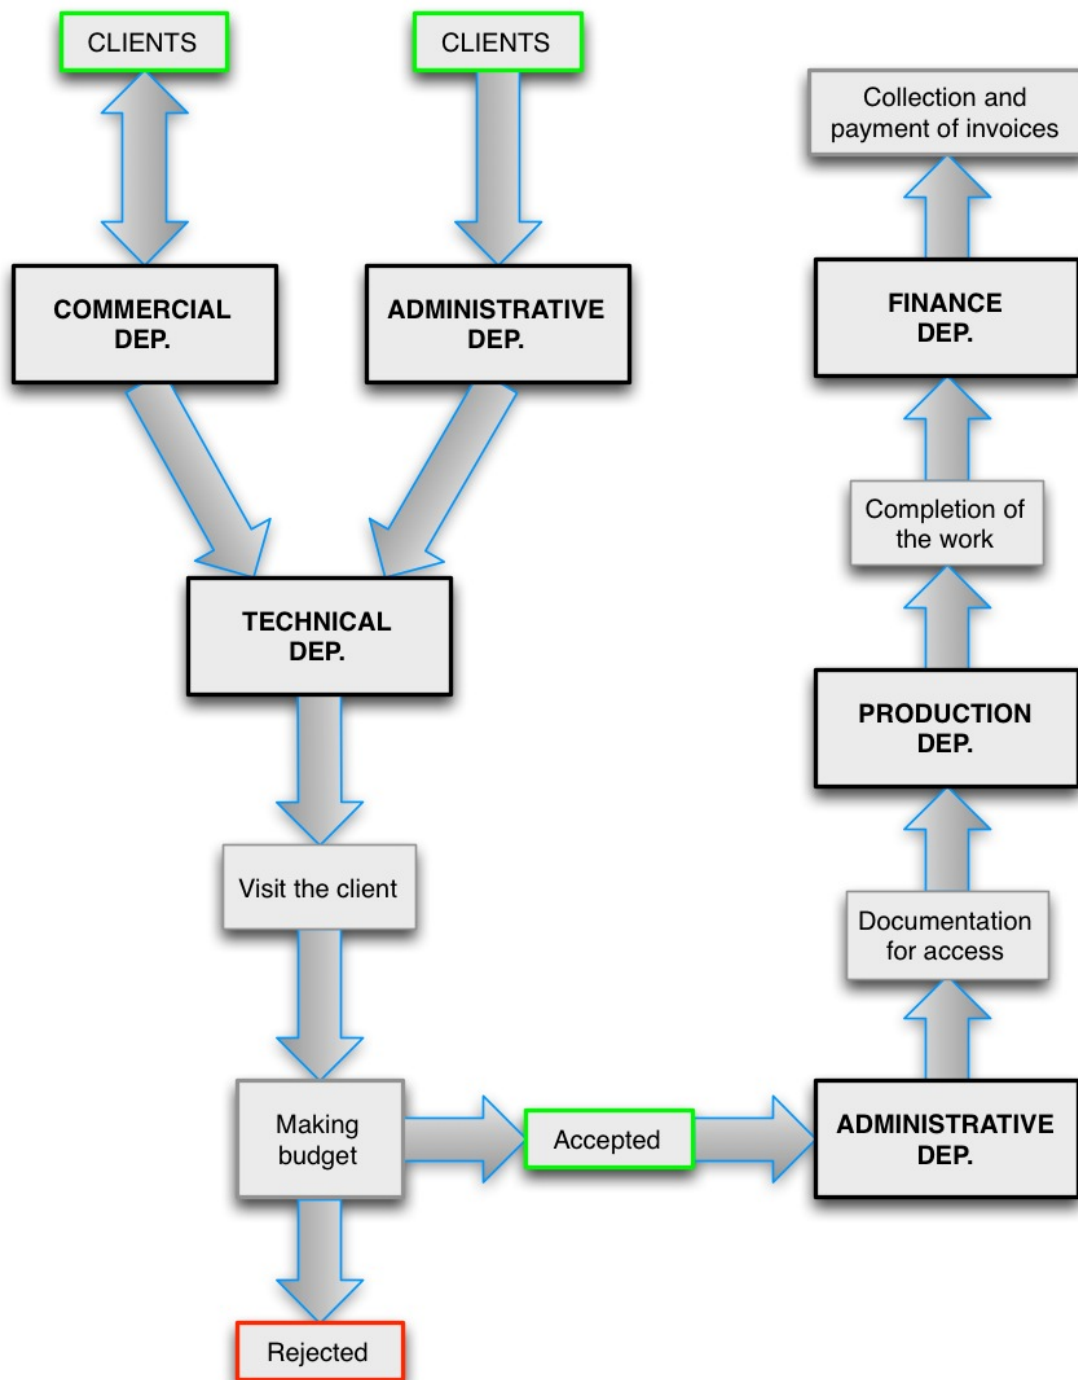 CLIENTS
CLIENTS
COMMERCIAL
DEP.
ADMINISTRATIVE
DEP.
TECHNICAL
DEP.
Visit the client
Making
budget
Rejected
Accepted
ADMINISTRATIVE
DEP.
Documentation
for access
PRODUCTION
DEP.
Completion of
the work
FINANCE
DEP.
Collection and
payment of invoices